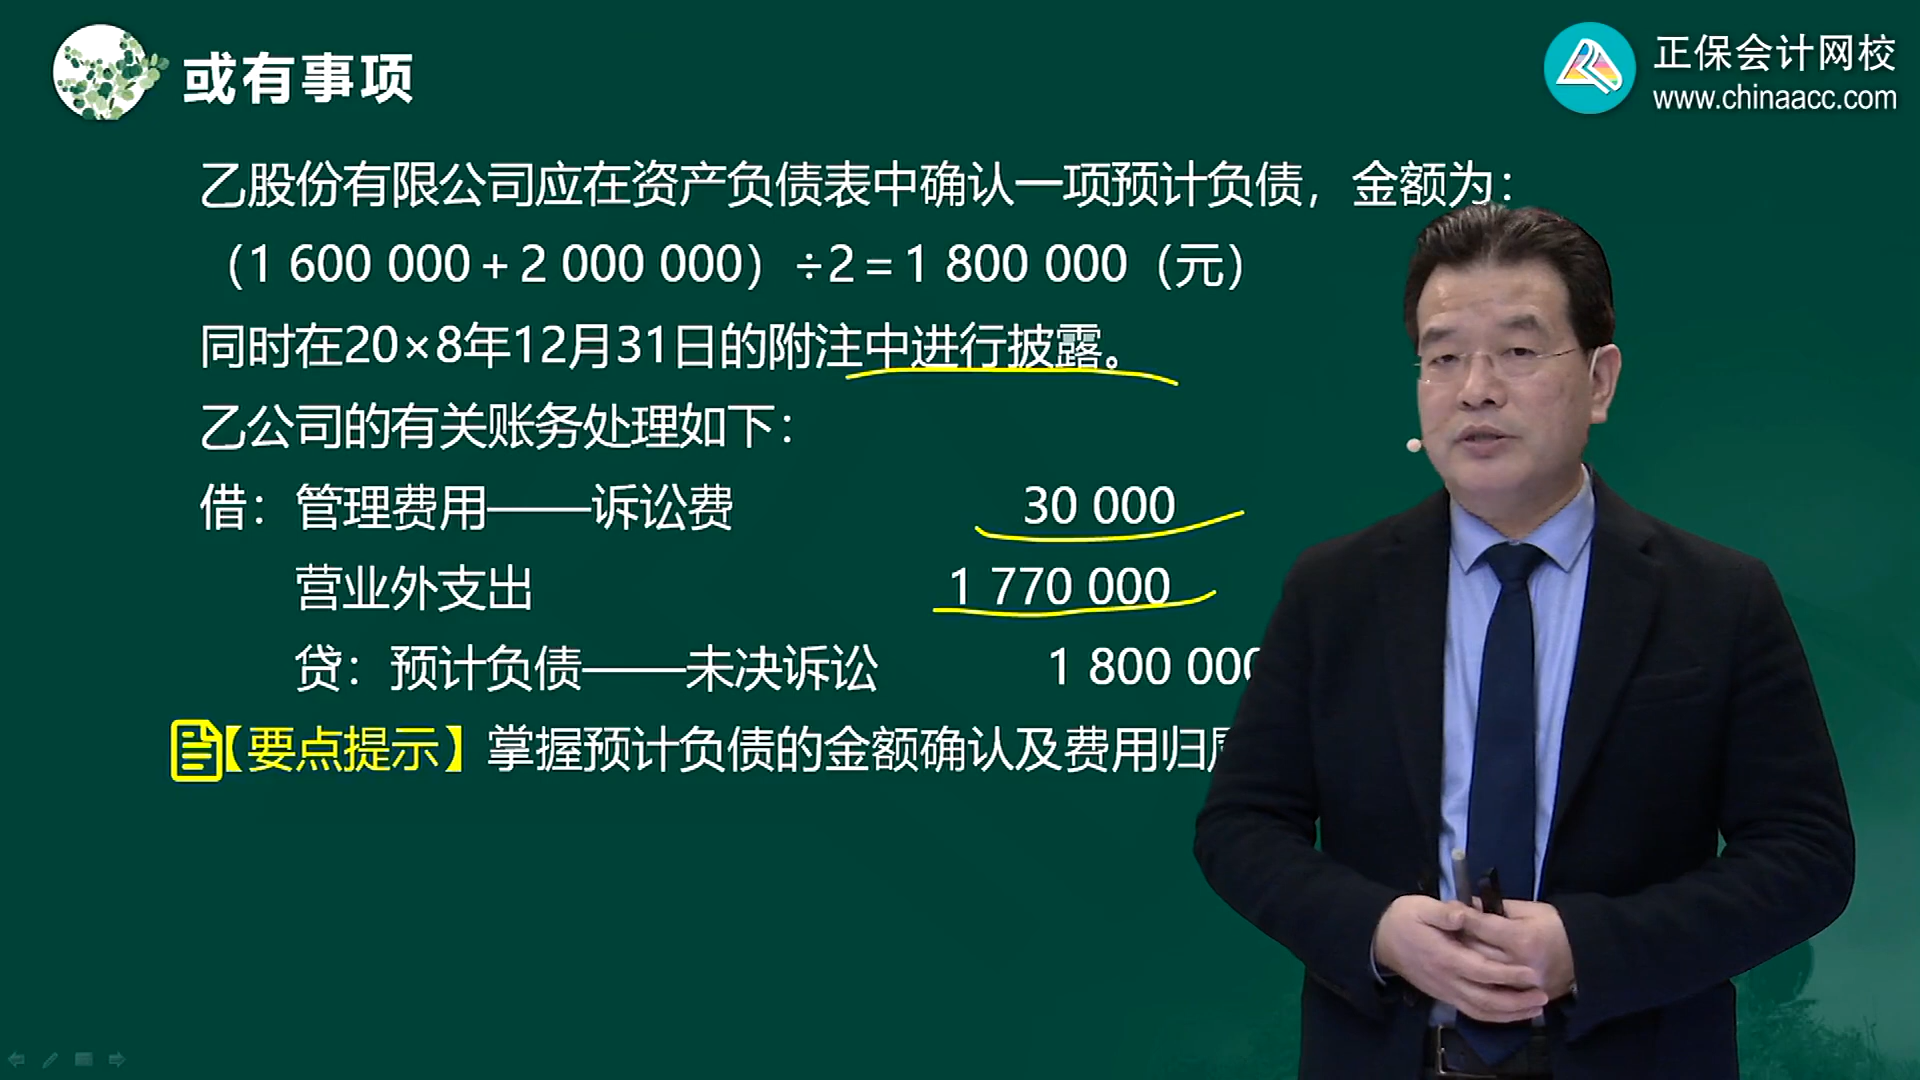 或有事项
正保会计网校
www.chinaacc.com
乙股份有限公司应在资产负债表中确认一项预计负债，金额为：
（1 600 000＋2 000 000）÷2＝1 800 000（元）
同时在20×8年12月31日的附注中进行披露。
乙公司的有关账务处理如下：
借：管理费用——诉讼费 30 000
营业外支出 1 770 000
贷：预计负债——未决诉讼 1 800 000
【要点提示】掌握预计负债的金额确认及费用归